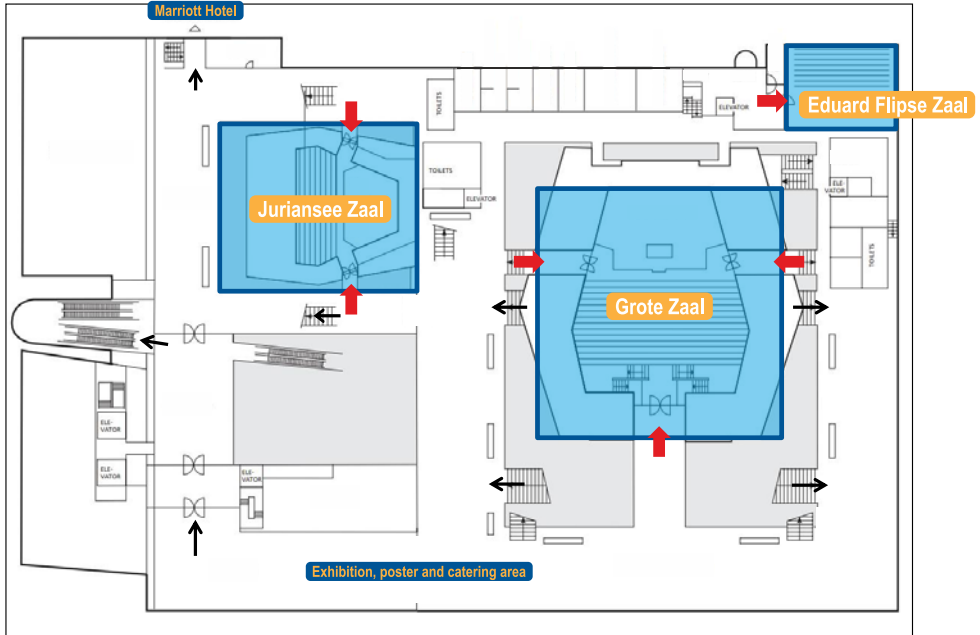 Marriott Hotel
TOILETS
ELEVATOR
Eduard Flipse Zaal
TOILETS
ELEVATOR
ELE-
VATOR
Juriansee Zaal
TOILETS
Grote Zaal
ELE-
VATOR
ELE-
VATOR
ELE-
VATOR
Exhibition, poster and catering area